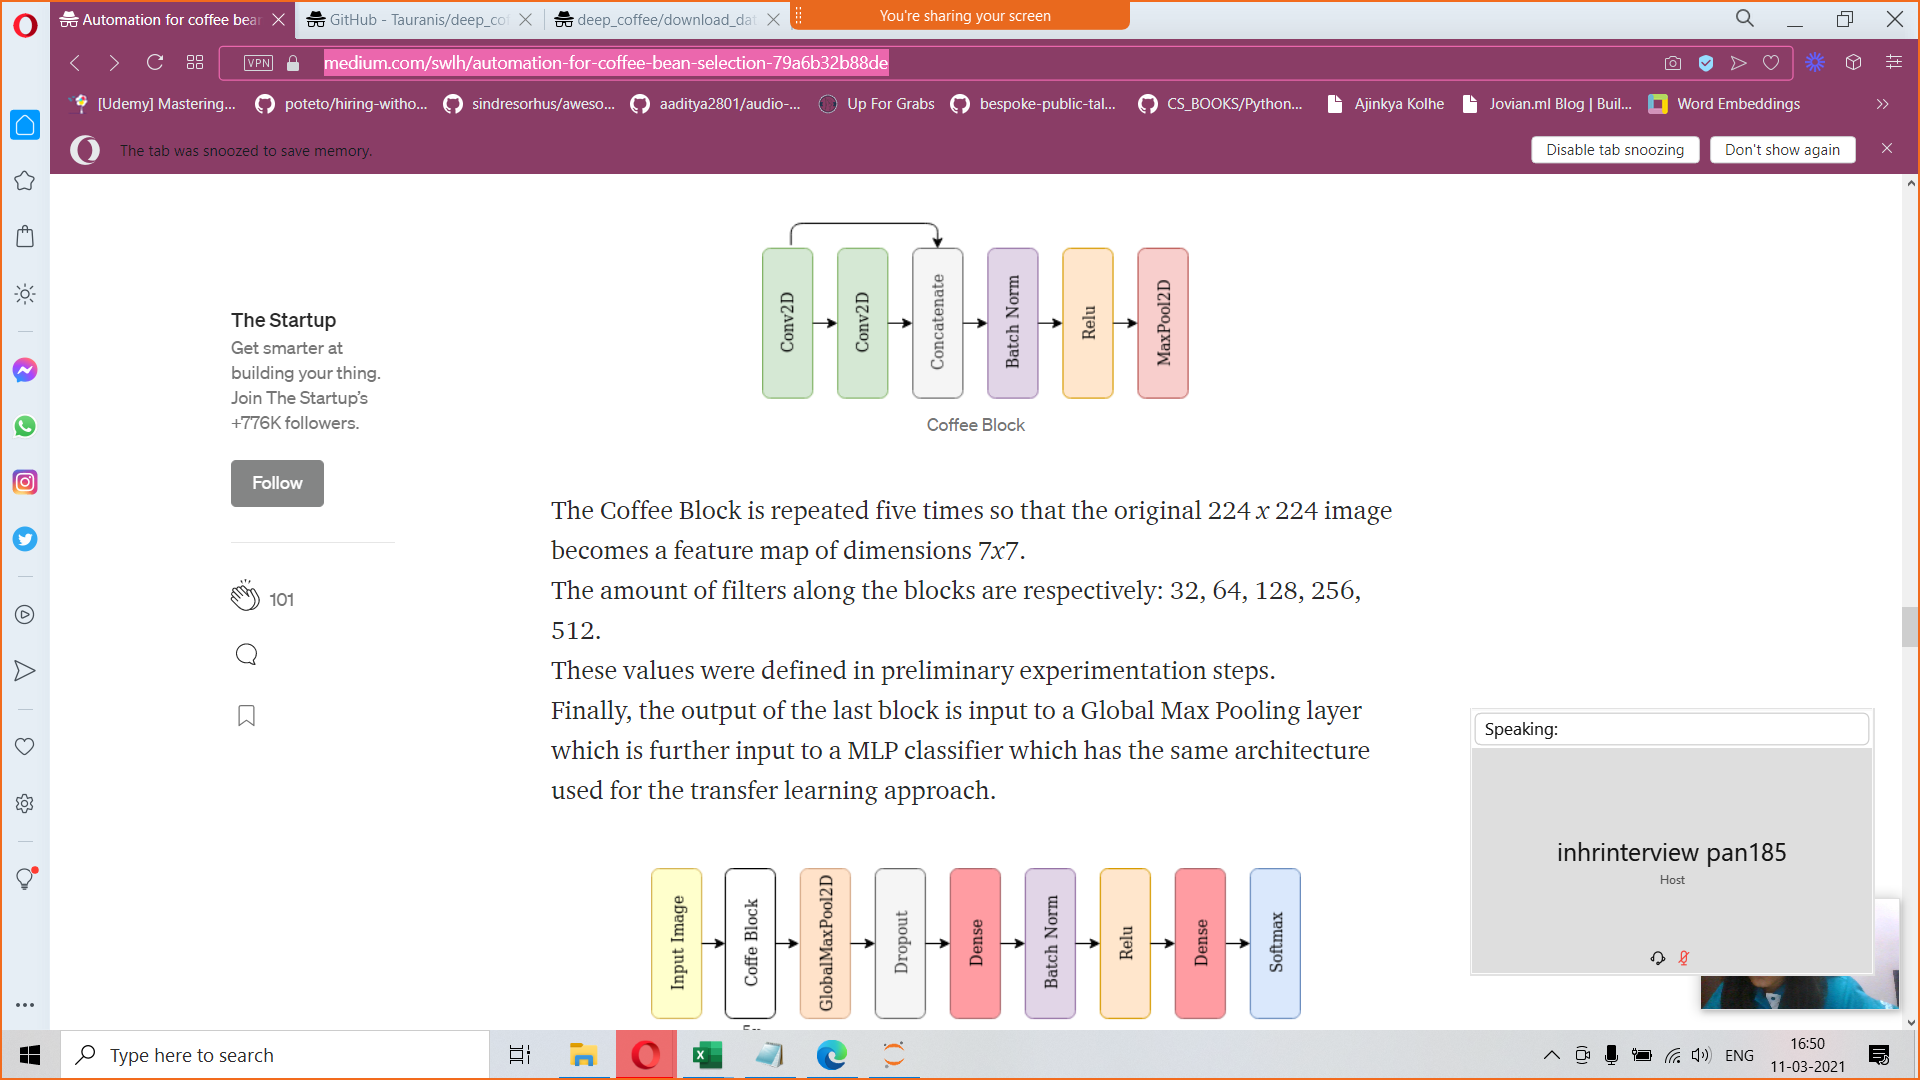 Automation for coffee bea
GitHub - Tauranis/deep_co
deep_coffee/download_dat
You're sharing your screen
VPN
medium.com/swlh/automation-for-coffee-bean-selection-79a6b32b88de
[Udemy] Mastering...
poteto/hiring-witho...
sindresorhus/aweso...
aaditya2801/audio-...
Up For Grabs
bespoke-public-tal...
CS_BOOKS/Python...
Ajinkya Kolhe
Jovian.ml Blog | Buil...
Word Embeddings
The tab was snoozed to save memory.
Disable tab snoozing
Don't show again
Conv2D
Conv2D
Concatenate
Batch Norm
Relu
MaxPool2D
Coffee Block
The Startup
Get smarter at
building your thing.
Join The Startup's
+776K followers.
Follow
101
The Coffee Block is repeated five times so that the original 224 x 224 image
becomes a feature map of dimensions 7x7.
The amount of filters along the blocks are respectively: 32, 64, 128, 256,
512.
These values were defined in preliminary experimentation steps.
Finally, the output of the last block is input to a Global Max Pooling layer
which is further input to a MLP classifier which has the same architecture
used for the transfer learning approach.
Input Image
Coffe Block
GlobalMaxPool2D
Dropout
Dense
Batch Norm
Relu
Dense
Softmax
Speaking:
inhrinterview pan185
Host
Type here to search
ENG
16:50
11-03-2021